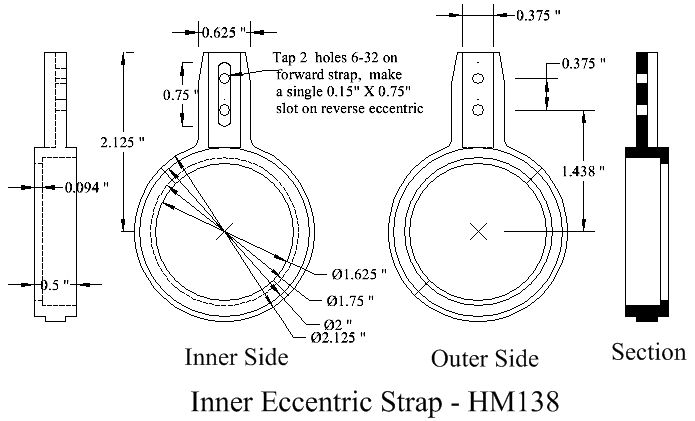 0.625 "
0.375 "
Tap 2 holes 6-32 on
forward strap, make
a single 0.15" X 0.75"
slot on reverse eccentric
0.75 "
0.375 "
2.125 "
1.438 "
0.094 "
0.5 "
Ø1.625 "
Ø1.75 "
Ø2 "
Ø2.125 "
Inner Side
Outer Side
Section
Inner Eccentric Strap - HM138